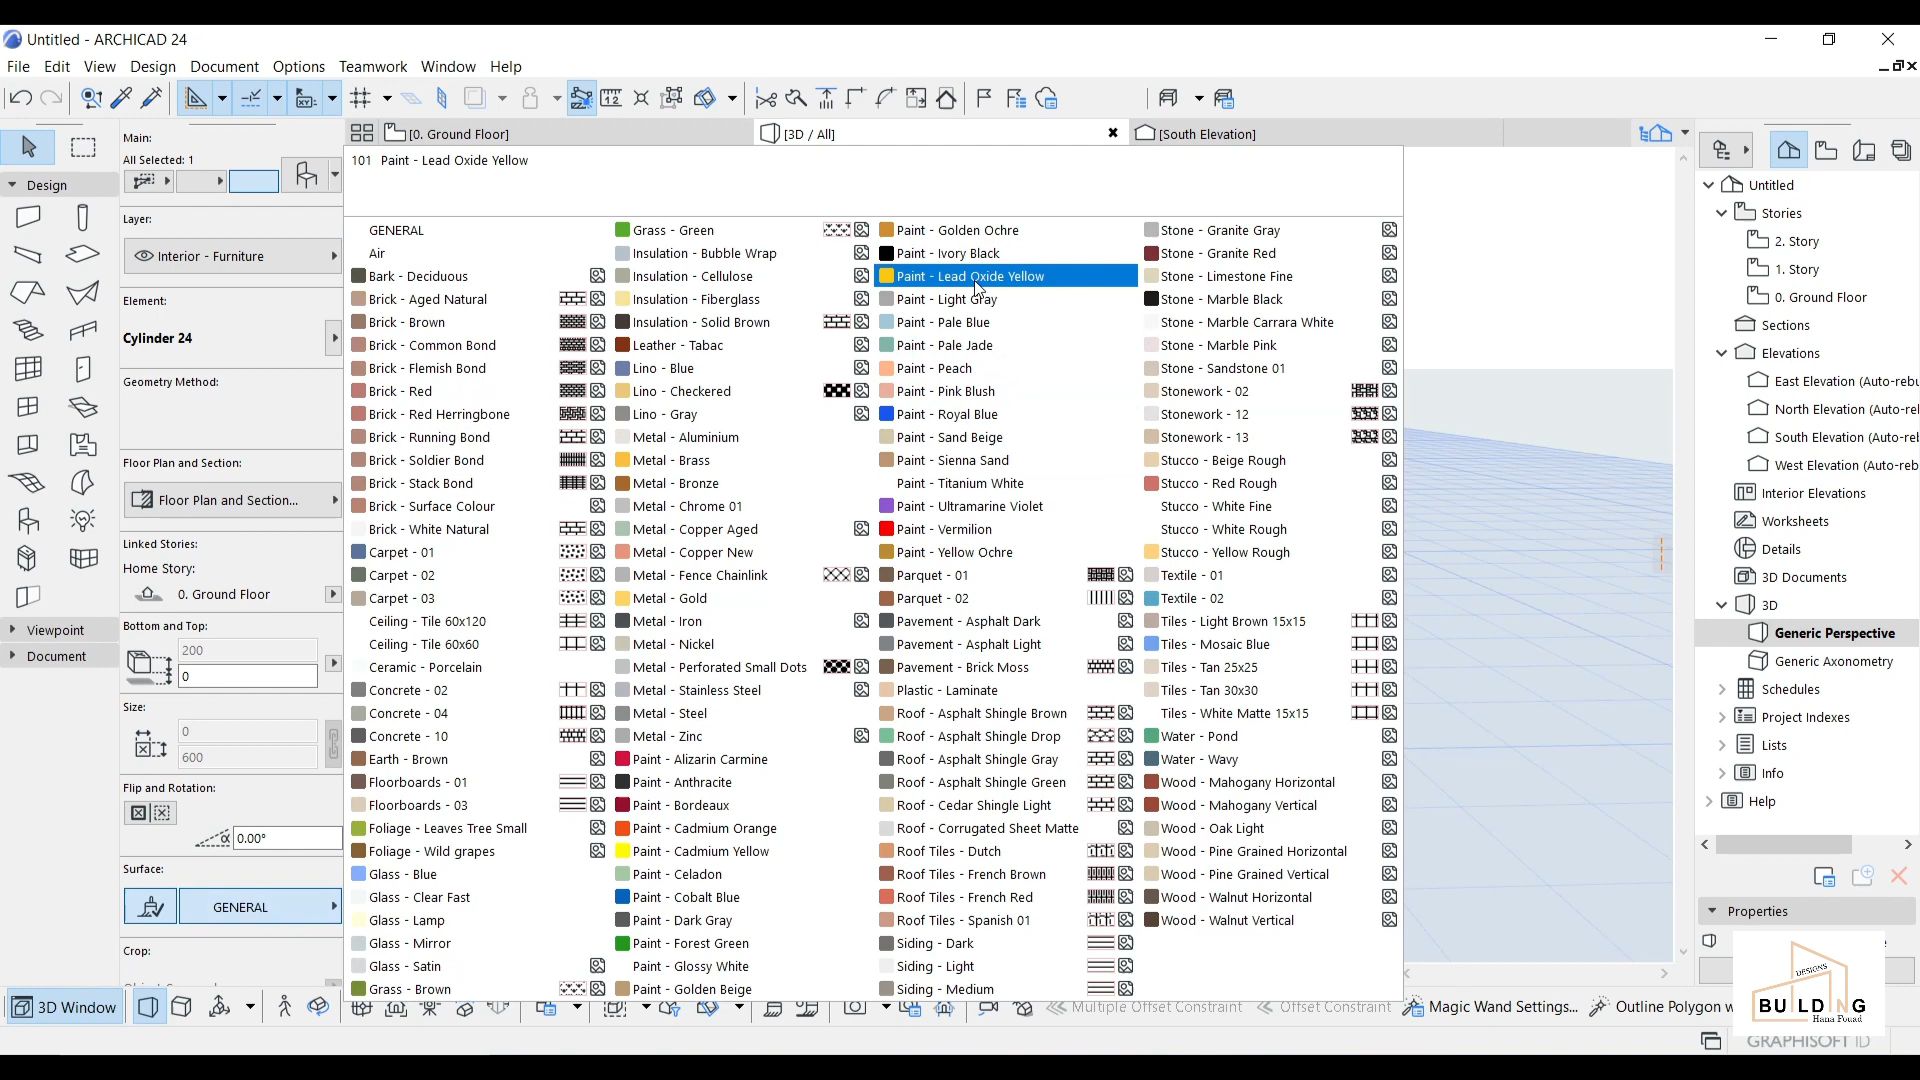 Untitled - ARCHICAD 24
File Edit View Design Document Options Teamwork Window Help
[0. Ground Floor]
[3D / All]
[South Elevation]
Main:
All Selected: 1
Design
Layer:
Interior - Furniture
Element:
Cylinder 24
Geometry Method:
Floor Plan and Section:
Floor Plan and Section...
Linked Stories:
Home Story:
0. Ground Floor
Viewpoint
Document
Bottom and Top:
200
0
Size:
0
600
Flip and Rotation:
α 0.00°
Surface:
GENERAL
Crop:
101 Paint - Lead Oxide Yellow
GENERAL
Air
Bark - Deciduous
Brick - Aged Natural
Brick - Brown
Brick - Common Bond
Brick - Flemish Bond
Brick - Red
Brick - Red Herringbone
Brick - Running Bond
Brick - Soldier Bond
Brick - Stack Bond
Brick - Surface Colour
Brick - White Natural
Carpet - 01
Carpet - 02
Carpet - 03
Ceiling - Tile 60x120
Ceiling - Tile 60x60
Ceramic - Porcelain
Concrete - 02
Concrete - 04
Concrete - 10
Earth - Brown
Floorboards - 01
Floorboards - 03
Foliage - Leaves Tree Small
Foliage - Wild grapes
Glass - Blue
Glass - Clear Fast
Glass - Lamp
Glass - Mirror
Glass - Satin
Grass - Brown
Grass - Green
Insulation - Bubble Wrap
Insulation - Cellulose
Insulation - Fiberglass
Insulation - Solid Brown
Leather - Tabac
Lino - Blue
Lino - Checkered
Lino - Gray
Metal - Aluminium
Metal - Brass
Metal - Bronze
Metal - Chrome 01
Metal - Copper Aged
Metal - Copper New
Metal - Fence Chainlink
Metal - Gold
Metal - Iron
Metal - Nickel
Metal - Perforated Small Dots
Metal - Stainless Steel
Metal - Steel
Metal - Zinc
Paint - Alizarin Carmine
Paint - Anthracite
Paint - Bordeaux
Paint - Cadmium Orange
Paint - Cadmium Yellow
Paint - Celadon
Paint - Cobalt Blue
Paint - Dark Gray
Paint - Forest Green
Paint - Glossy White
Paint - Golden Beige
Paint - Golden Ochre
Paint - Ivory Black
Paint - Lead Oxide Yellow
Paint - Light Gray
Paint - Pale Blue
Paint - Pale Jade
Paint - Peach
Paint - Pink Blush
Paint - Royal Blue
Paint - Sand Beige
Paint - Sienna Sand
Paint - Titanium White
Paint - Ultramarine Violet
Paint - Vermilion
Paint - Yellow Ochre
Parquet - 01
Parquet - 02
Pavement - Asphalt Dark
Pavement - Asphalt Light
Pavement - Brick Moss
Plastic - Laminate
Roof - Asphalt Shingle Brown
Roof - Asphalt Shingle Drop
Roof - Asphalt Shingle Gray
Roof - Asphalt Shingle Green
Roof - Cedar Shingle Light
Roof - Corrugated Sheet Matte
Roof Tiles - Dutch
Roof Tiles - French Brown
Roof Tiles - French Red
Roof Tiles - Spanish 01
Siding - Dark
Siding - Light
Siding - Medium
Stone - Granite Gray
Stone - Granite Red
Stone - Limestone Fine
Stone - Marble Black
Stone - Marble Carrara White
Stone - Marble Pink
Stone - Sandstone 01
Stonework - 02
Stonework - 12
Stonework - 13
Stucco - Beige Rough
Stucco - Red Rough
Stucco - White Fine
Stucco - White Rough
Stucco - Yellow Rough
Textile - 01
Textile - 02
Tiles - Light Brown 15x15
Tiles - Mosaic Blue
Tiles - Tan 25x25
Tiles - Tan 30x30
Tiles - White Matte 15x15
Water - Pond
Water - Wavy
Wood - Mahogany Horizontal
Wood - Mahogany Vertical
Wood - Oak Light
Wood - Pine Grained Horizontal
Wood - Pine Grained Vertical
Wood - Walnut Horizontal
Wood - Walnut Vertical
Untitled
Stories
2. Story
1. Story
0. Ground Floor
Sections
Elevations
East Elevation (Auto-rebu
North Elevation (Auto-re
South Elevation (Auto-re
West Elevation (Auto-reb
Interior Elevations
Worksheets
Details
3D Documents
3D
Generic Perspective
Generic Axonometry
Schedules
Project Indexes
Lists
Info
Help
Properties
3D Window
Multiple Offset Constraint
Offset Constraint
Magic Wand Settings...
Outline Polygon w
DESIGNS
BUILDING
Hana Fouad
GRAPHISOFT ID